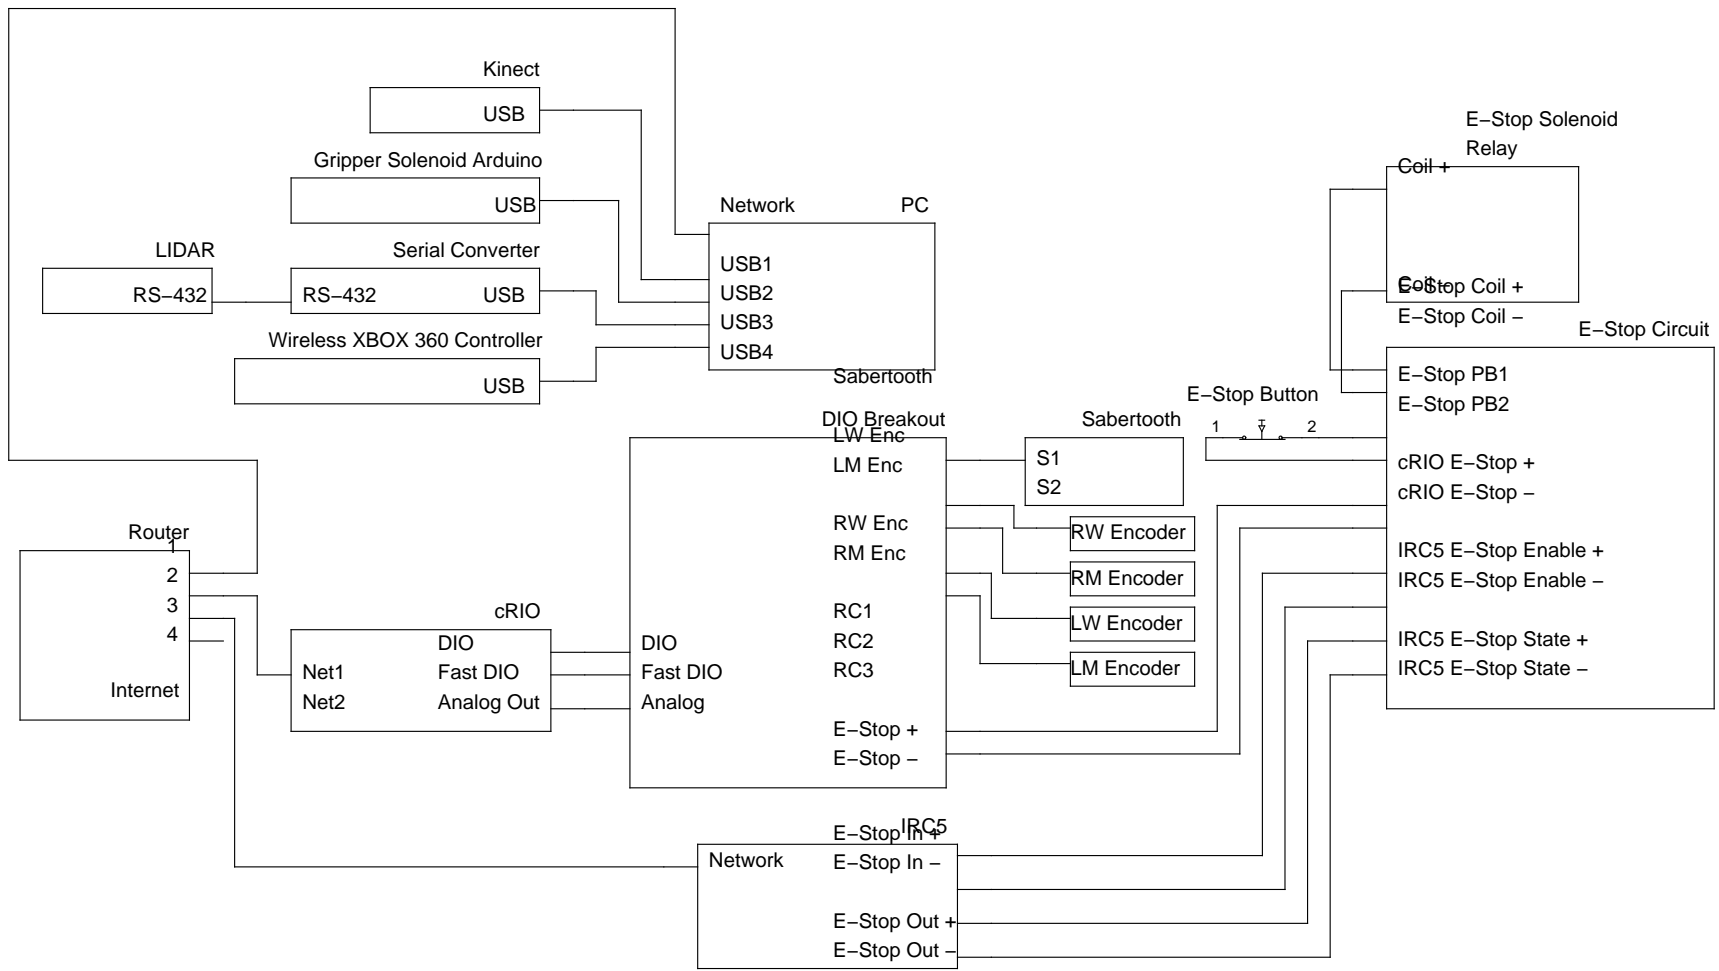 Kinect
USB
Gripper Solenoid Arduino
USB
LIDAR
RS−432
Serial Converter
RS−432 USB
Wireless XBOX 360 Controller
USB
Network PC
USB1
USB2
USB3
USB4
E−Stop Solenoid
Relay
Coil +
Coil −
E−Stop Coil +
E−Stop Coil −
E−Stop Circuit
E−Stop PB1
E−Stop PB2
cRIO E−Stop +
cRIO E−Stop −
IRC5 E−Stop Enable +
IRC5 E−Stop Enable −
IRC5 E−Stop State +
IRC5 E−Stop State −
E−Stop Button
1 2
Sabertooth
DIO Breakout
LW Enc
LM Enc
RW Enc
RM Enc
RC1
RC2
RC3
E−Stop +
E−Stop −
DIO
Fast DIO
Analog
Sabertooth
S1
S2
RW Encoder
RM Encoder
LW Encoder
LM Encoder
Router
1
2
3
4
Internet
cRIO
DIO
Net1 Fast DIO
Net2 Analog Out
IRC5
E−Stop In +
Network E−Stop In −
E−Stop Out +
E−Stop Out −